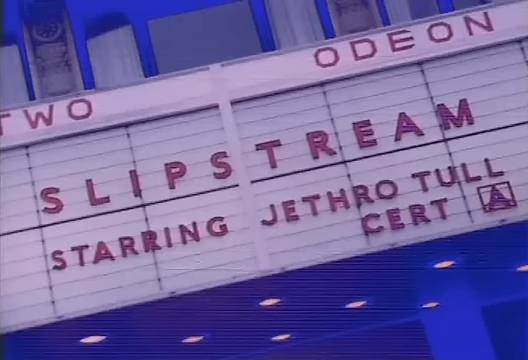 TWO ODEON
SLIPSTREAM
STARRING JETHRO TULL
CERT A